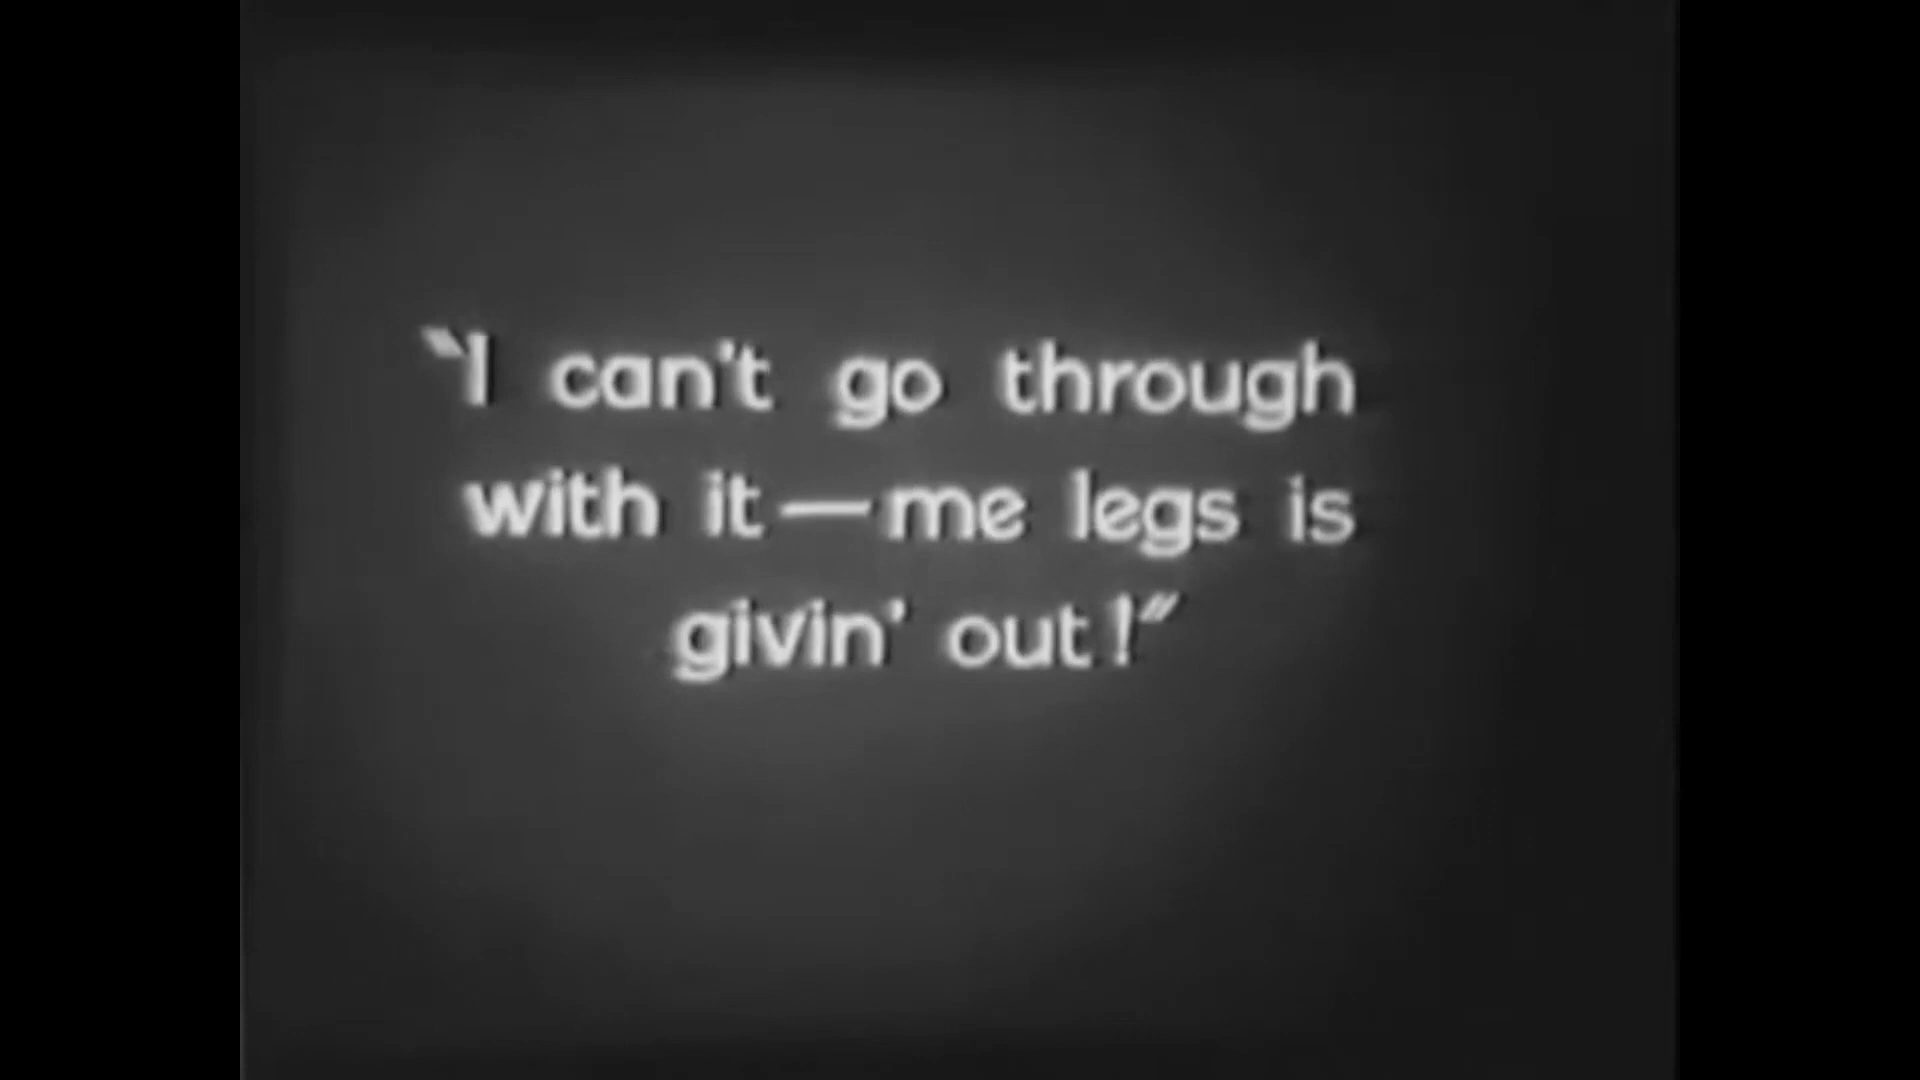 “I can't go through
with it—me legs is
givin' out!”